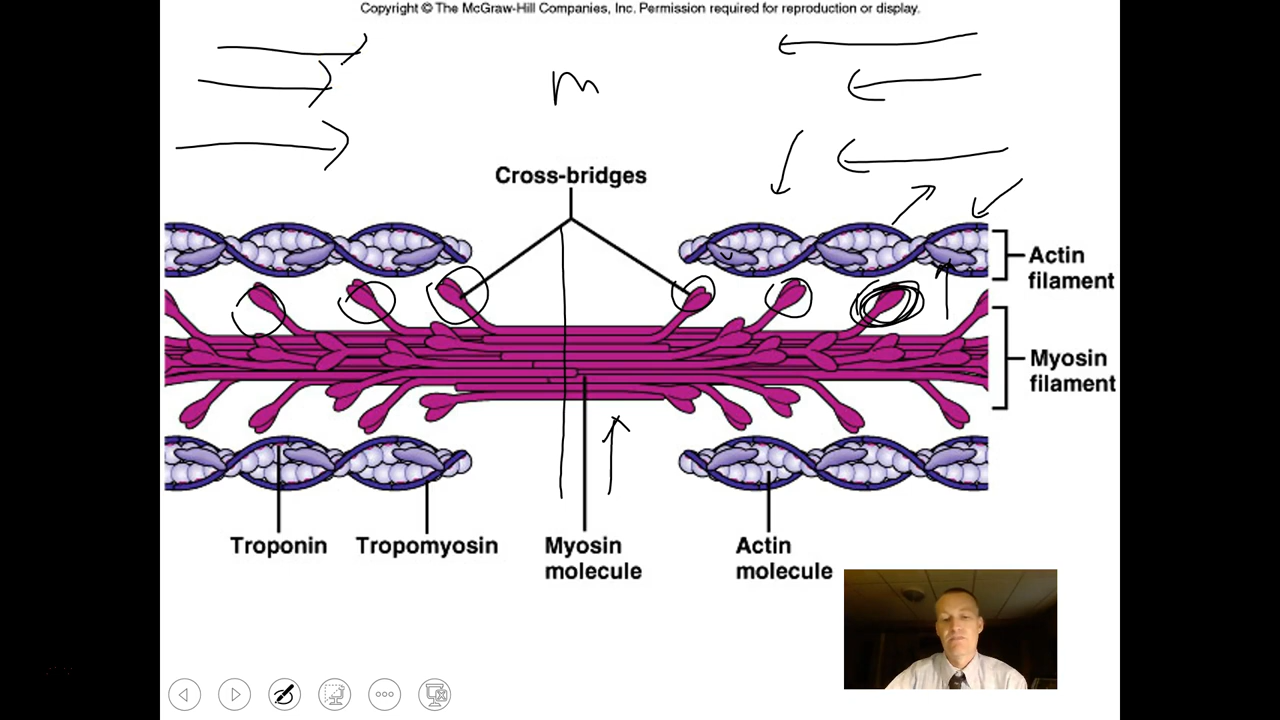 Copyright © The McGraw-Hill Companies, Inc. Permission required for reproduction or display.
m
Cross-bridges
Actin
filament
Myosin
filament
Troponin
Tropomyosin
Myosin
molecule
Actin
molecule